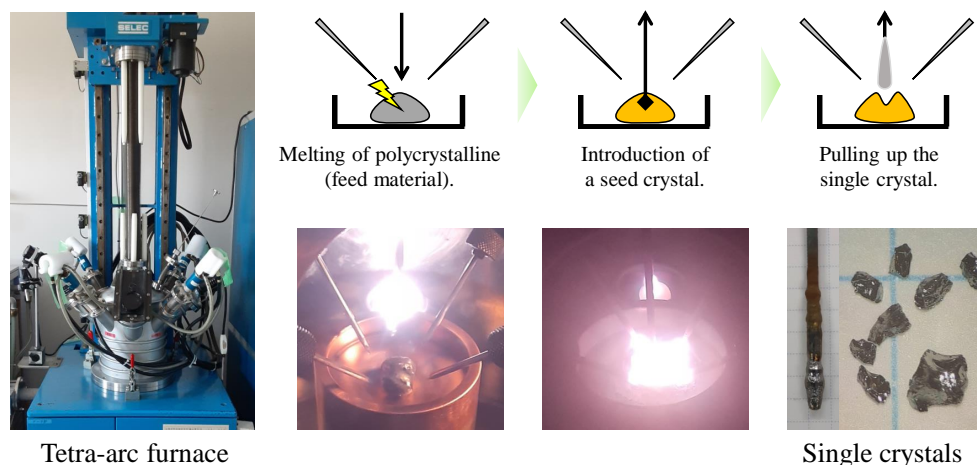 SELEC
Melting of polycrystalline
(feed material).
Introduction of
a seed crystal.
Pulling up the
single crystal.
Tetra-arc furnace
Single crystals